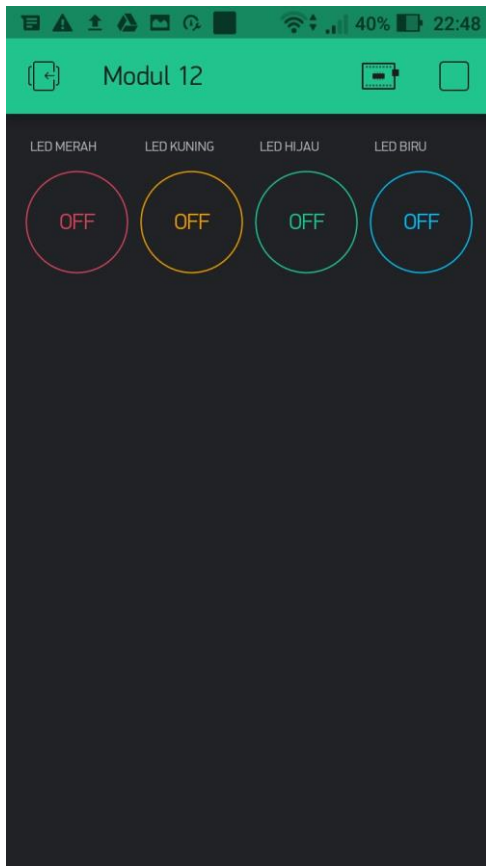 40% 22:48
Modul 12
LED MERAH LED KUNING LED HIJAU LED BIRU
OFF OFF OFF OFF